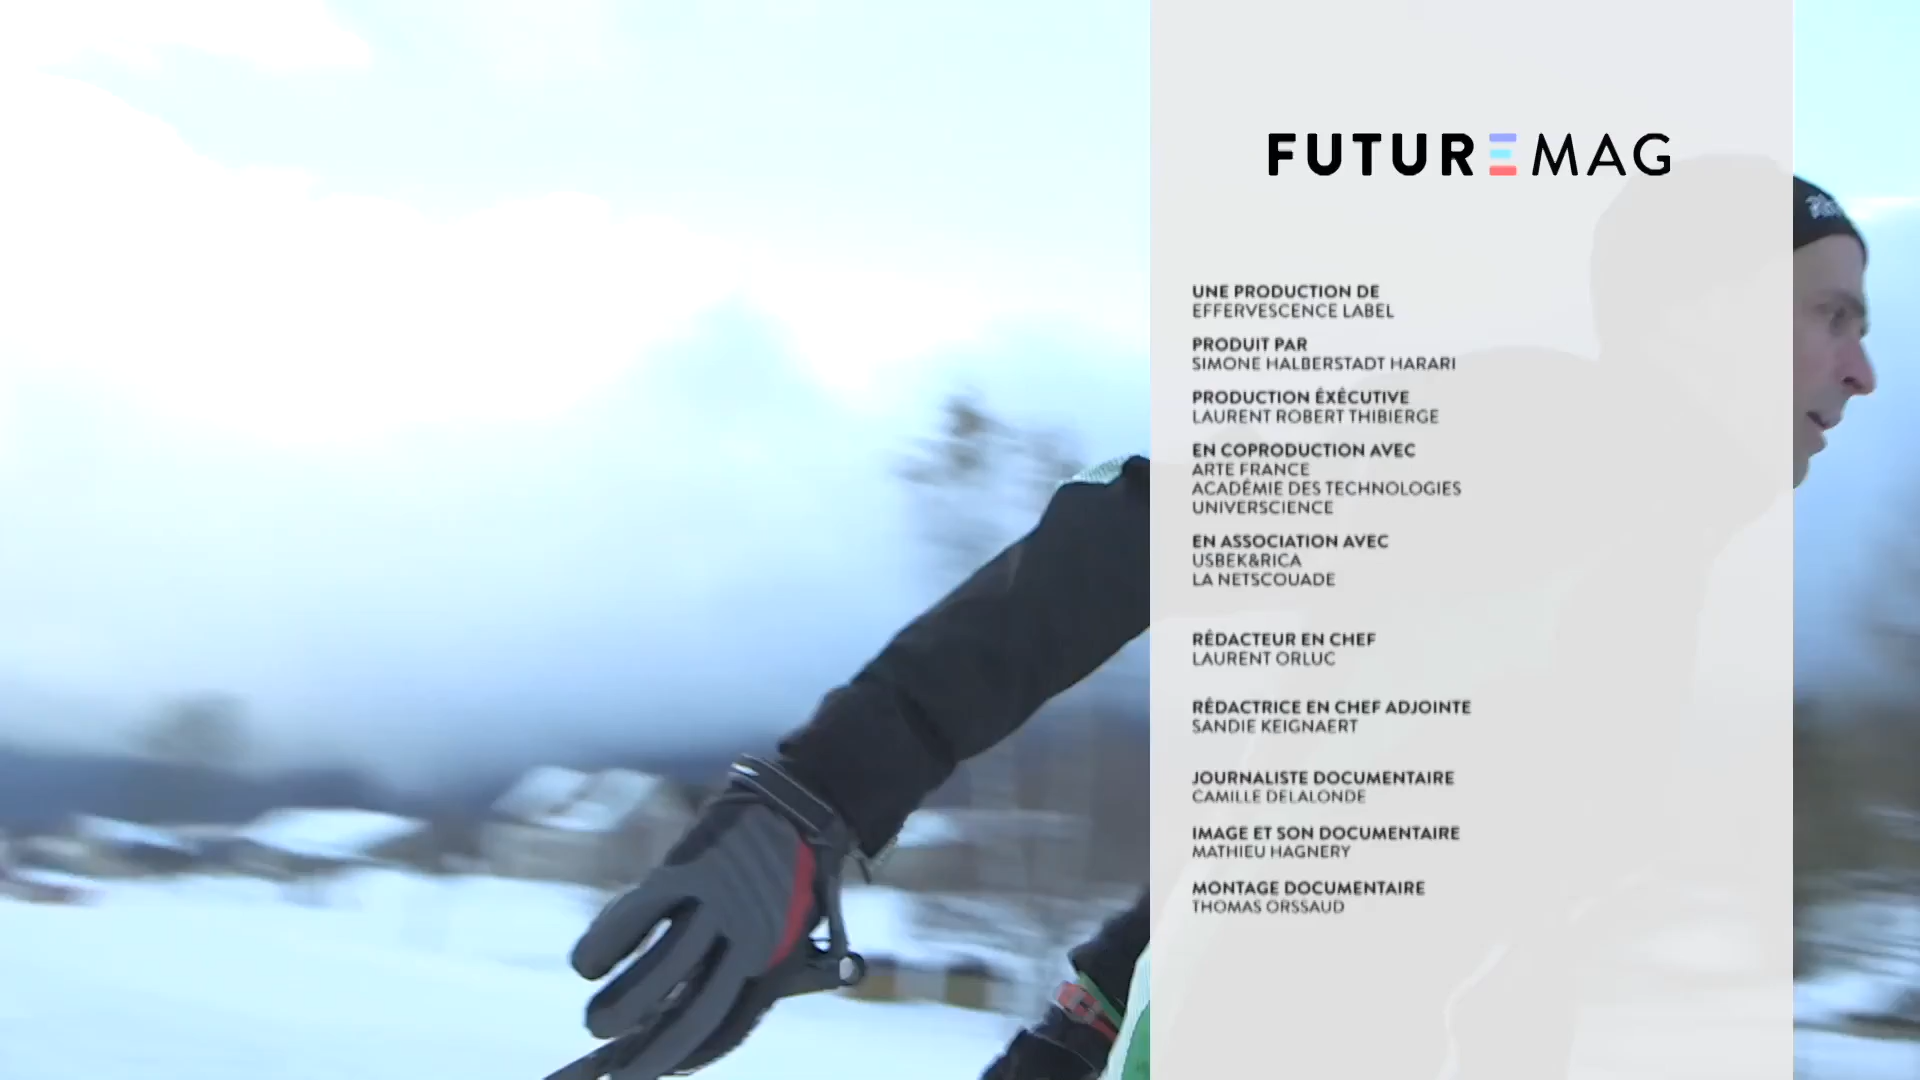 FUTUREMAG
UNE PRODUCTION DE
EFFERVESCENCE LABEL
PRODUIT PAR
SIMONE HALBERSTADT HARARI
PRODUCTION ÉXÉCUTIVE
LAURENT ROBERT THIBIERGE
EN COPRODUCTION AVEC
ARTE FRANCE
ACADÉMIE DES TECHNOLOGIES
UNIVERSCIENCE
EN ASSOCIATION AVEC
USBEK&RICA
LA NETSCOUADE
RÉDACTEUR EN CHEF
LAURENT ORLUC
RÉDACTRICE EN CHEF ADJOINTE
SANDIE KEIGNAERT
JOURNALISTE DOCUMENTAIRE
CAMILLE DELALONDE
IMAGE ET SON DOCUMENTAIRE
MATHIEU HAGNERY
MONTAGE DOCUMENTAIRE
THOMAS ORSSAUD